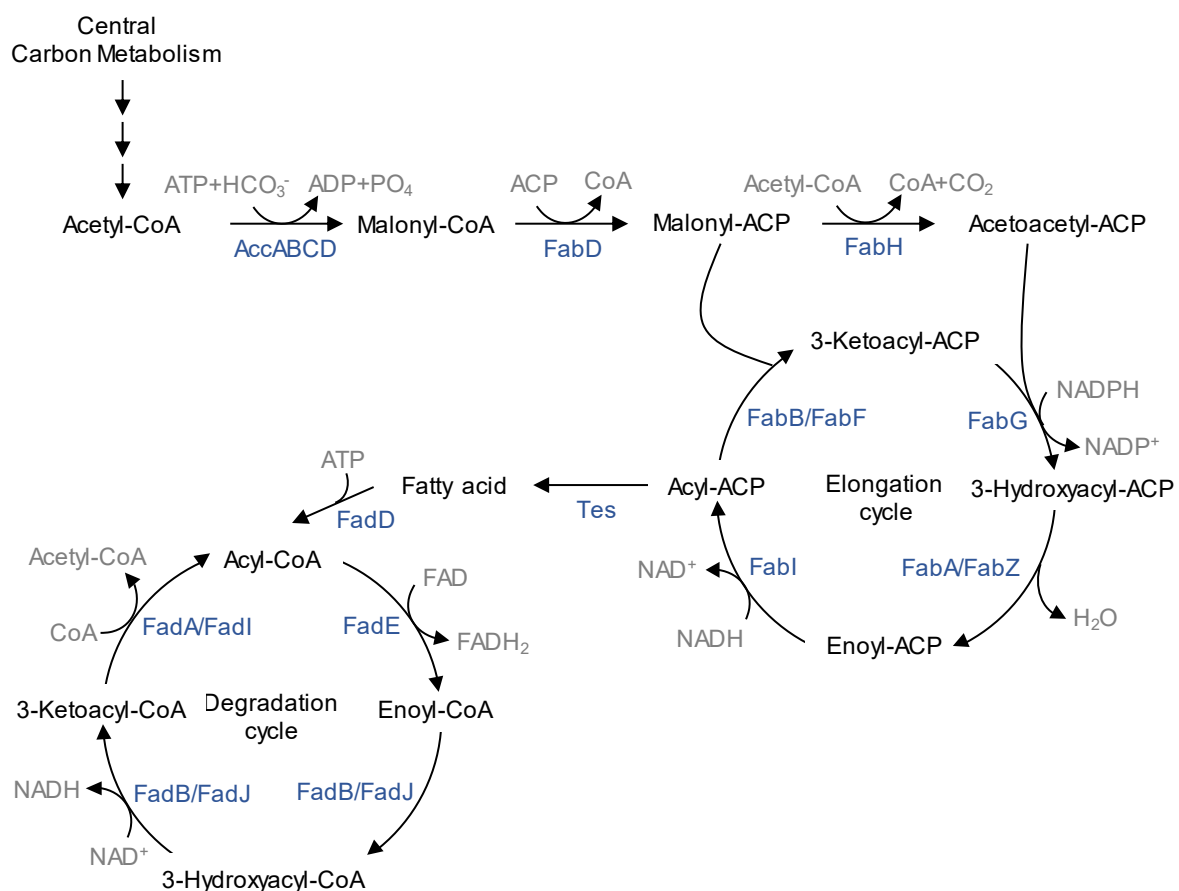 Central
Carbon Metabolism
ATP+HCO₃⁻
ADP+PO₄
ACP
CoA
Acetyl-CoA
CoA+CO₂
Acetyl-CoA
Malonyl-CoA
Malonyl-ACP
Acetoacetyl-ACP
AccABCD
FabD
FabH
3-Ketoacyl-ACP
NADPH
FabB/FabF
FabG
NADP⁺
ATP
Fatty acid
Acyl-ACP
Elongation
cycle
3-Hydroxyacyl-ACP
Tes
FadD
Acetyl-CoA
Acyl-CoA
NAD⁺
FabI
FabA/FabZ
FAD
CoA
FadA/FadI
FadE
FADH₂
NADH
Enoyl-ACP
H₂O
3-Ketoacyl-CoA
Degradation
cycle
Enoyl-CoA
NADH
FadB/FadJ
FadB/FadJ
NAD⁺
3-Hydroxyacyl-CoA